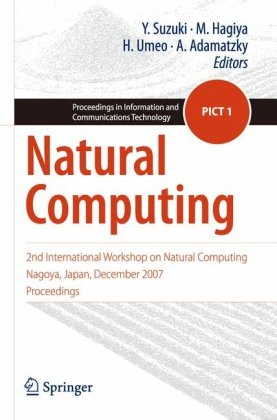 Y. Suzuki · M. Hagiya
H. Umeo · A. Adamatzky
Editors
Proceedings in Information and
Communications Technology
PICT 1
Natural
Computing
2nd International Workshop on Natural Computing
Nagoya, Japan, December 2007
Proceedings
Springer